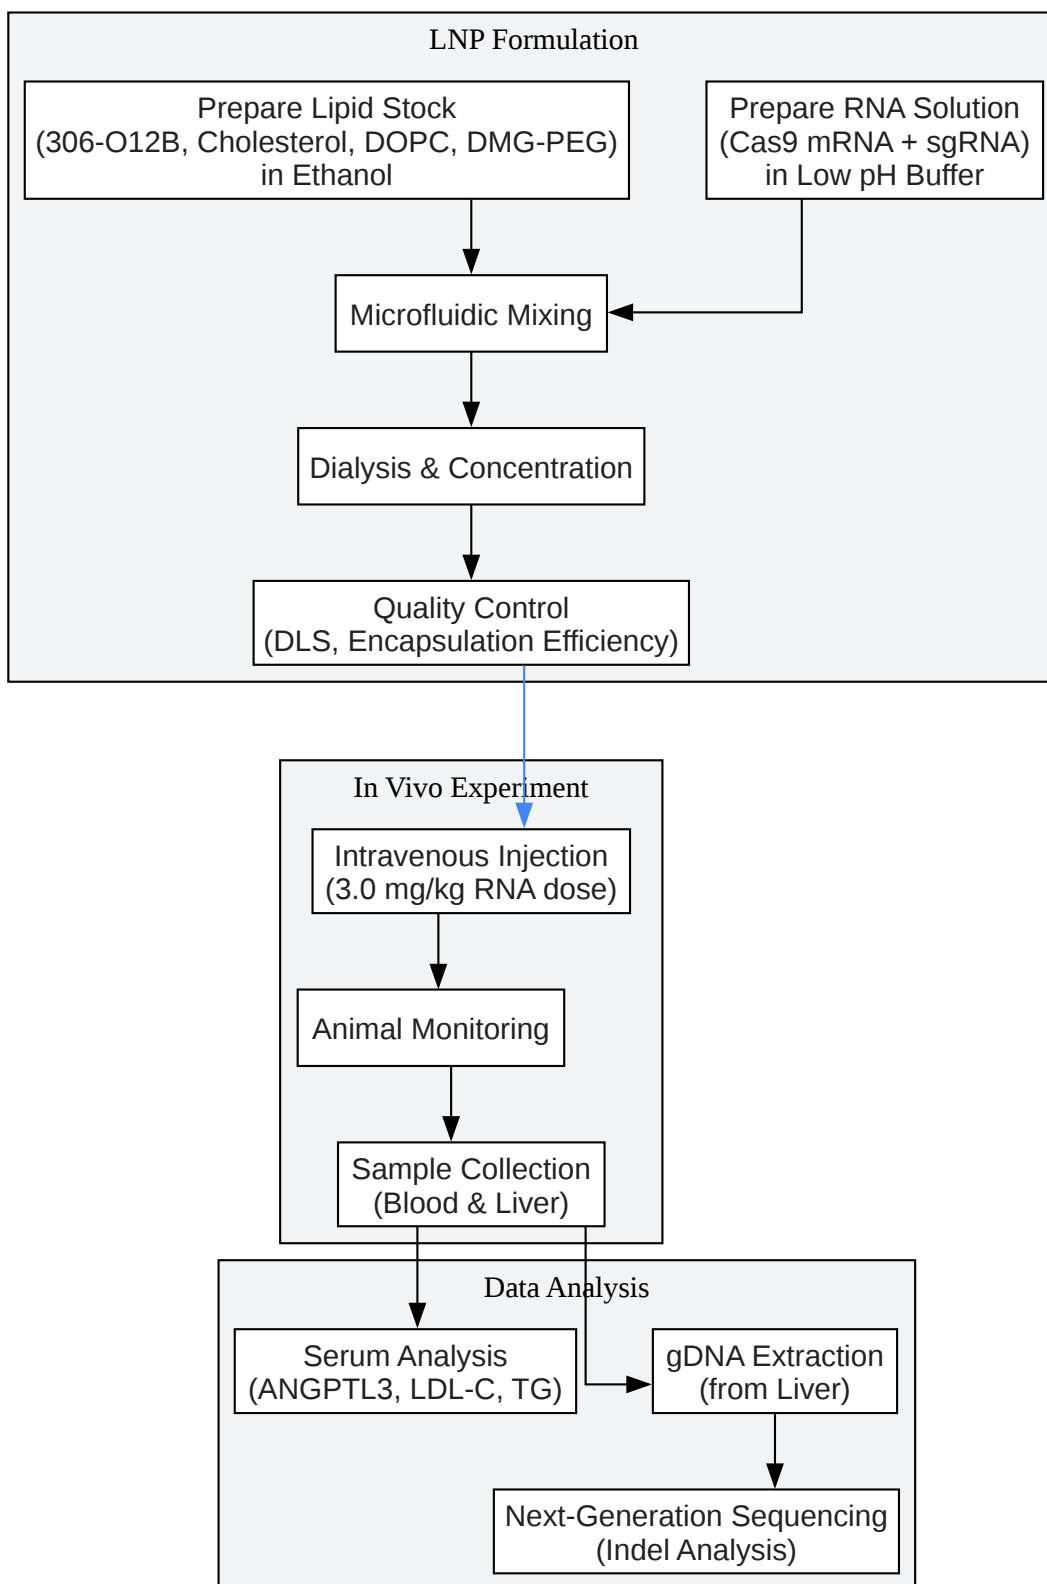 LNP Formulation
Prepare Lipid Stock
(306-O12B, Cholesterol, DOPC, DMG-PEG)
in Ethanol
Prepare RNA Solution
(Cas9 mRNA + sgRNA)
in Low pH Buffer
Microfluidic Mixing
Dialysis & Concentration
Quality Control
(DLS, Encapsulation Efficiency)
In Vivo Experiment
Intravenous Injection
(3.0 mg/kg RNA dose)
Animal Monitoring
Sample Collection
(Blood & Liver)
Data Analysis
Serum Analysis
(ANGPTL3, LDL-C, TG)
gDNA Extraction
(from Liver)
Next-Generation Sequencing
(Indel Analysis)